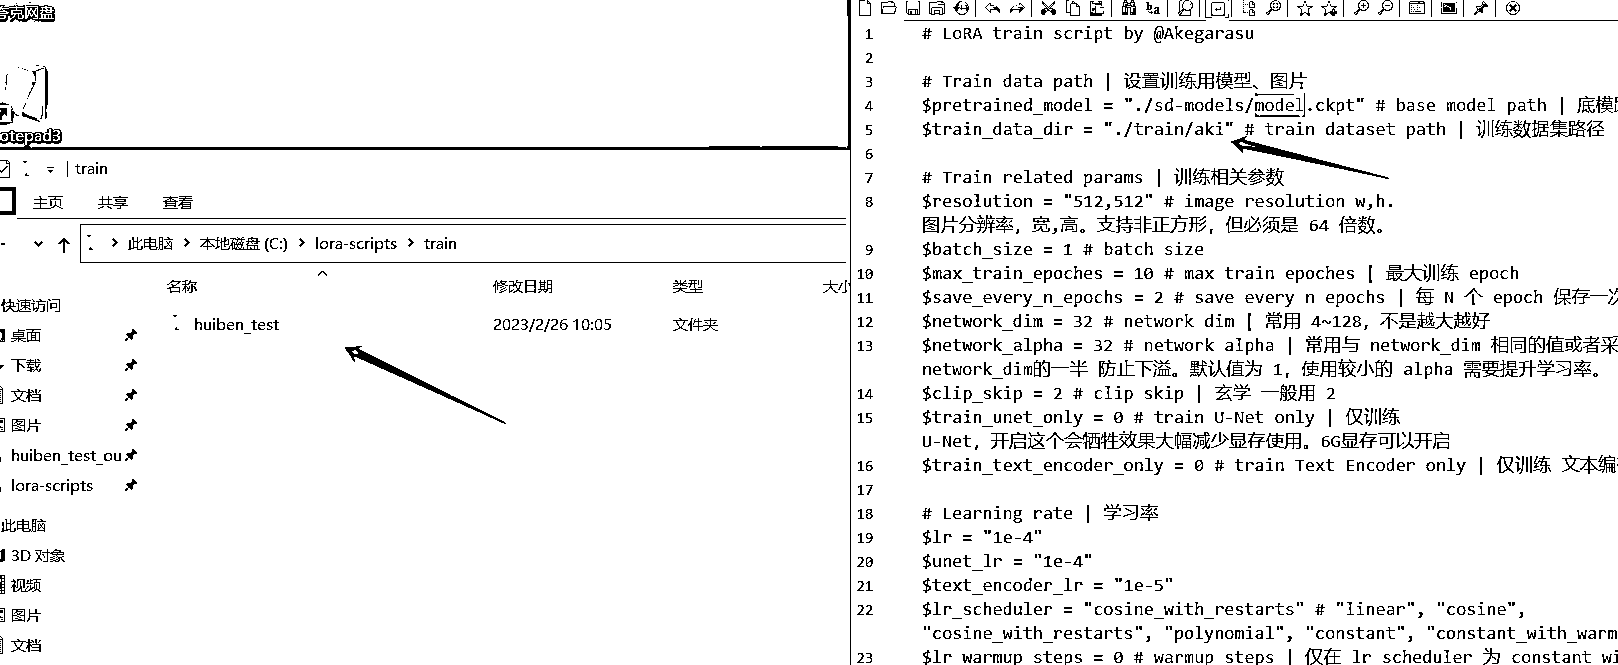 夸克网盘
otepad3
train
主页 共享 查看
此电脑 本地磁盘 (C:) lora-scripts train
名称 修改日期 类型 大小
huiben_test 2023/2/26 10:05 文件夹
快速访问
桌面
下载
文档
图片
huiben_test_ou
lora-scripts
此电脑
3D 对象
视频
图片
文档
1 # LoRA train script by @Akegarasu
2
3 # Train data path | 设置训练用模型、图片
4 $pretrained_model = "./sd-models/model.ckpt" # base model path | 底模
5 $train_data_dir = "./train/aki" # train dataset path | 训练数据集路径
6
7 # Train related params | 训练相关参数
8 $resolution = "512,512" # image resolution w,h.
图片分辨率，宽,高。支持非正方形，但必须是 64 倍数。
9 $batch_size = 1 # batch size
10 $max_train_epoches = 10 # max train epoches | 最大训练 epoch
11 $save_every_n_epochs = 2 # save every n epochs | 每 N 个 epoch 保存一次
12 $network_dim = 32 # network dim | 常用 4~128，不是越大越好
13 $network_alpha = 32 # network alpha | 常用与 network_dim 相同的值或者采
network_dim的一半 防止下溢。默认值为 1，使用较小的 alpha 需要提升学习率。
14 $clip_skip = 2 # clip skip | 玄学 一般用 2
15 $train_unet_only = 0 # train U-Net only | 仅训练
U-Net，开启这个会牺牲效果大幅减少显存使用。6G显存可以开启
16 $train_text_encoder_only = 0 # train Text Encoder only | 仅训练 文本编
17
18 # Learning rate | 学习率
19 $lr = "1e-4"
20 $unet_lr = "1e-4"
21 $text_encoder_lr = "1e-5"
22 $lr_scheduler = "cosine_with_restarts" # "linear", "cosine",
"cosine_with_restarts", "polynomial", "constant", "constant_with_warm
23 $lr_warmup_steps = 0 # warmup steps | 仅在 lr_scheduler 为 constant_wi